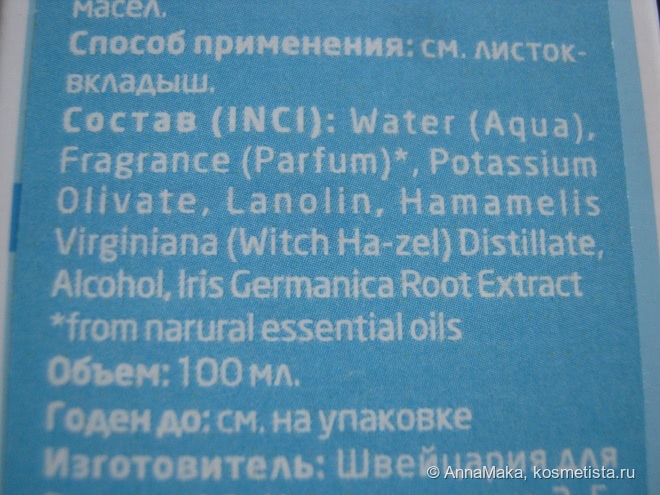 масел.
Способ применения: см. листок-
вкладыш.
Состав (INCI): Water (Aqua),
Fragrance (Parfum)*, Potassium
Olivate, Lanolin, Hamamelis
Virginiana (Witch Ha-zel) Distillate,
Alcohol, Iris Germanica Root Extract
*from narural essential oils
Объем: 100 мл.
Годен до: см. на упаковке
Изготовитель: Швейцария для
© AnnaMaka, kosmetista.ru